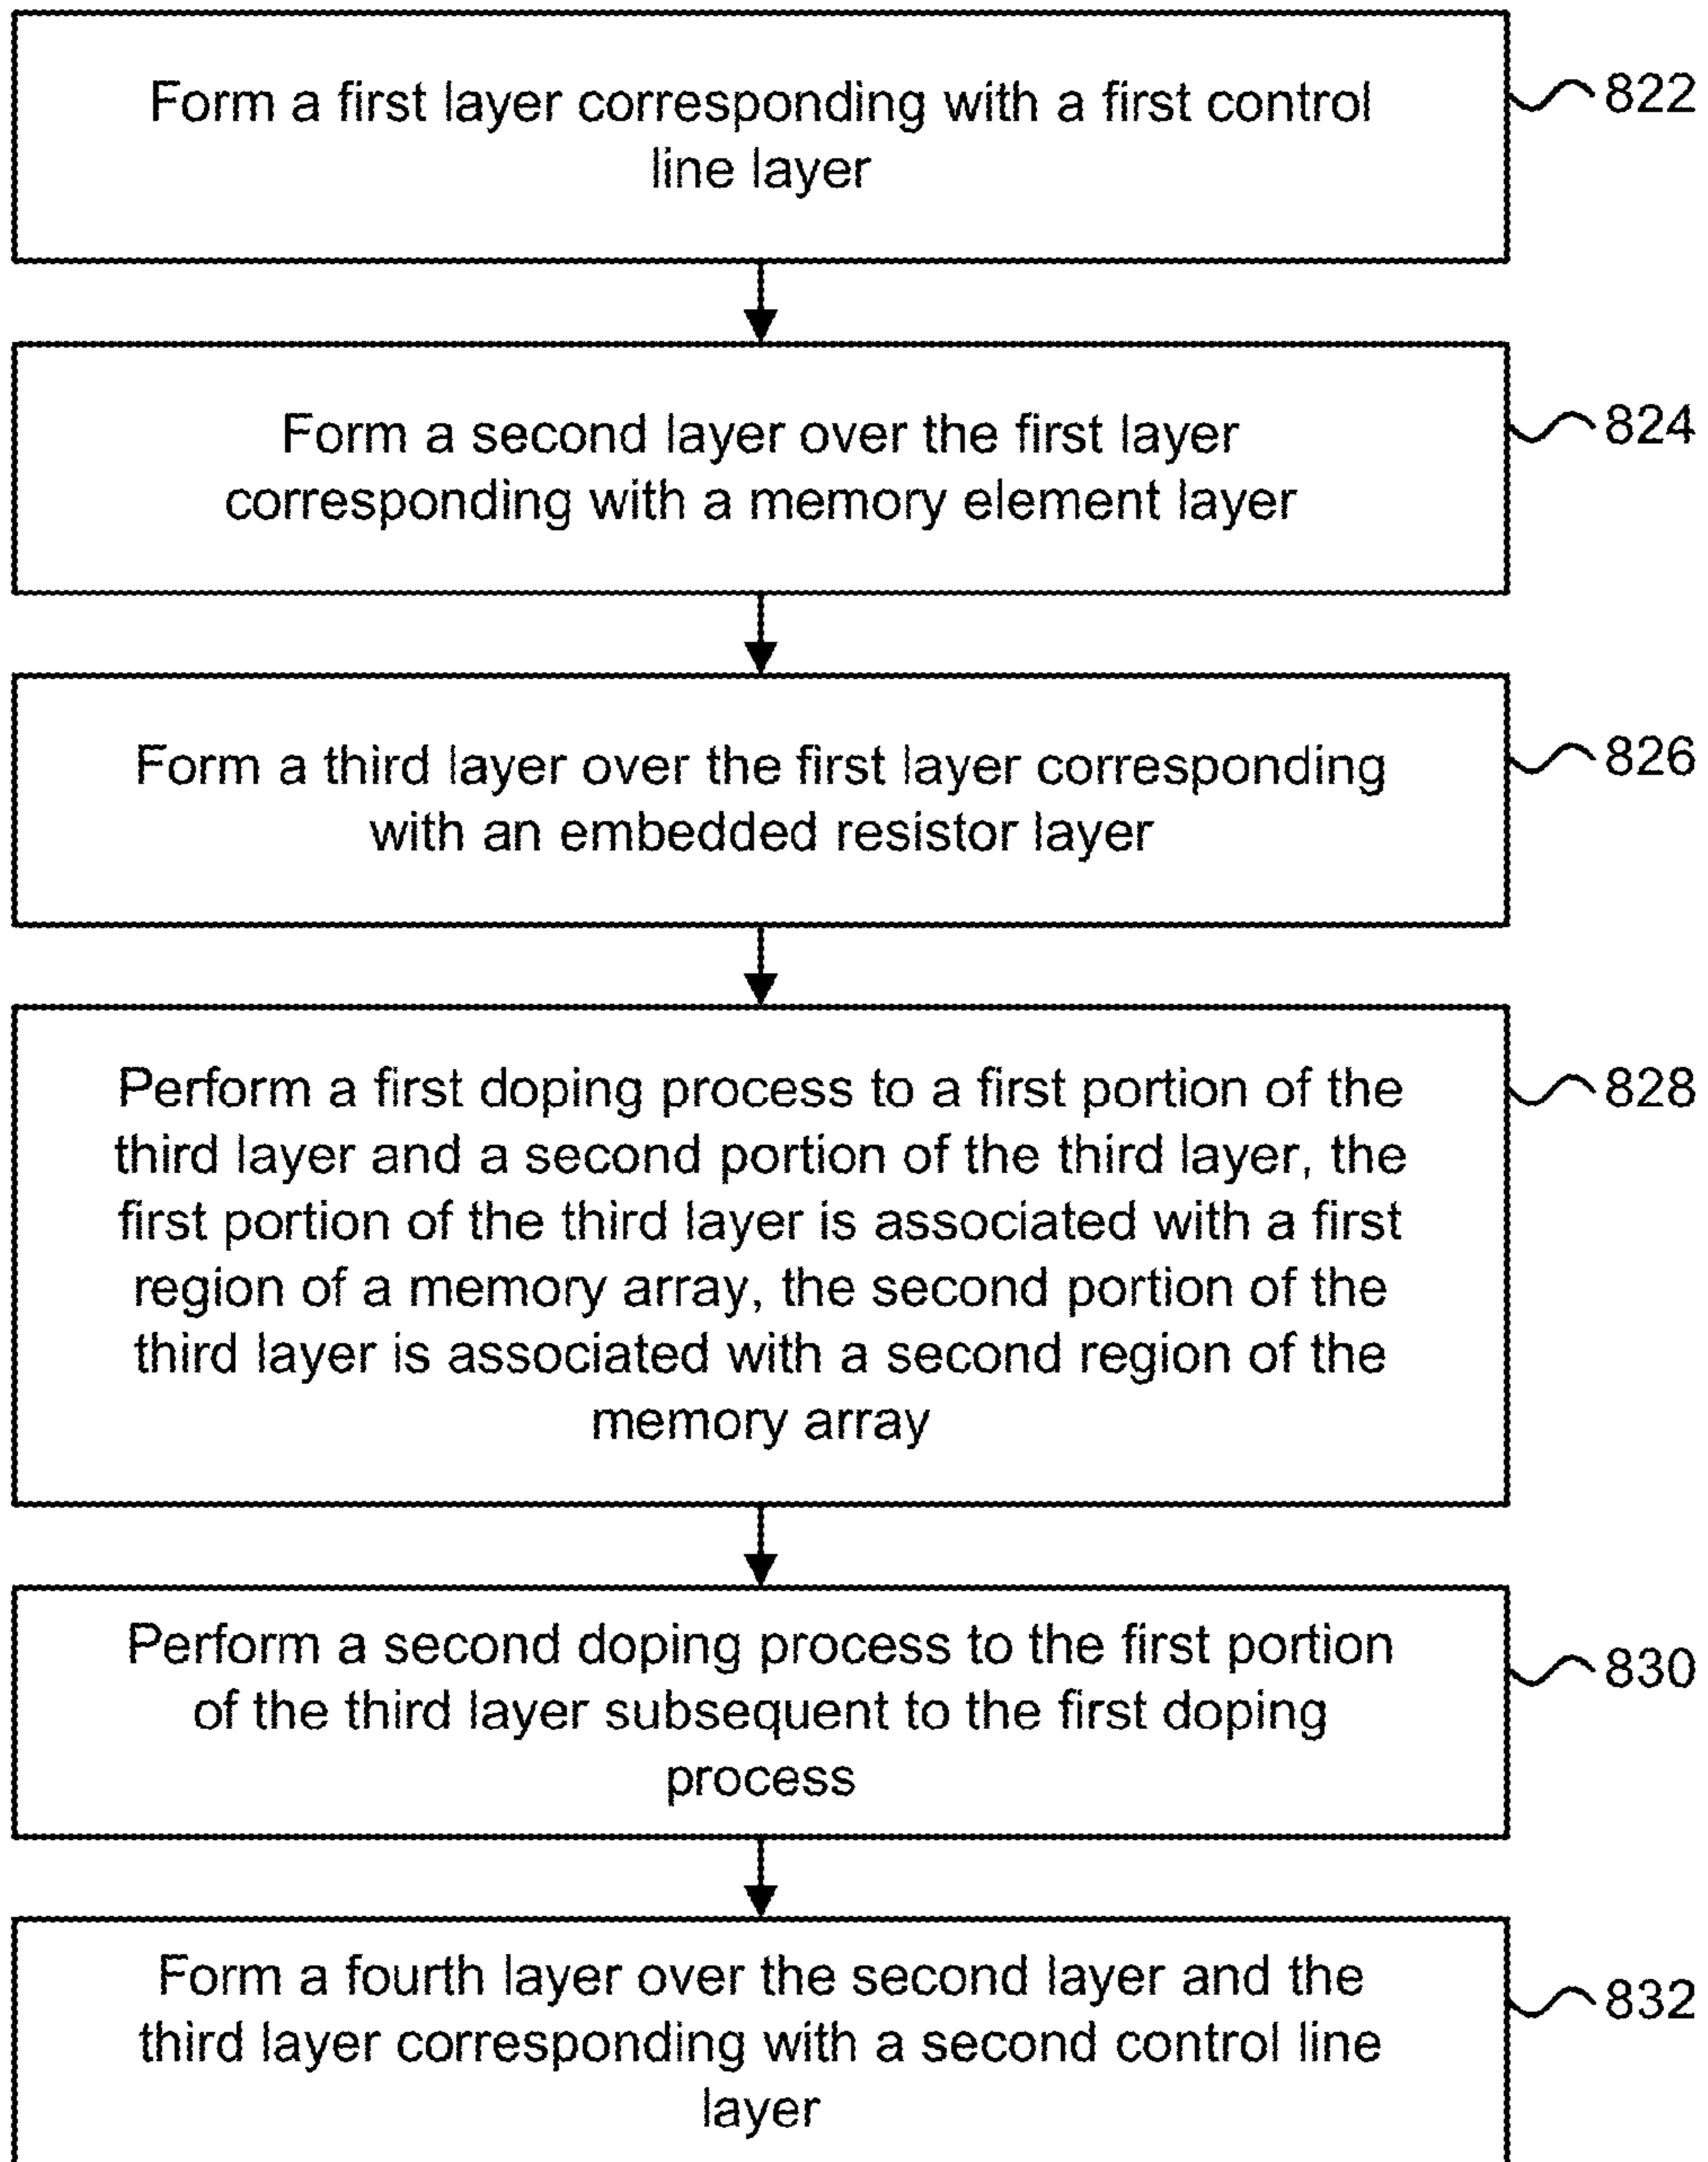 Form a first layer corresponding with a first control
line layer
822
Form a second layer over the first layer
corresponding with a memory element layer
824
Form a third layer over the first layer corresponding
with an embedded resistor layer
826
Perform a first doping process to a first portion of the
third layer and a second portion of the third layer, the
first portion of the third layer is associated with a first
region of a memory array, the second portion of the
third layer is associated with a second region of the
memory array
828
Perform a second doping process to the first portion
of the third layer subsequent to the first doping
process
830
Form a fourth layer over the second layer and the
third layer corresponding with a second control line
layer
832